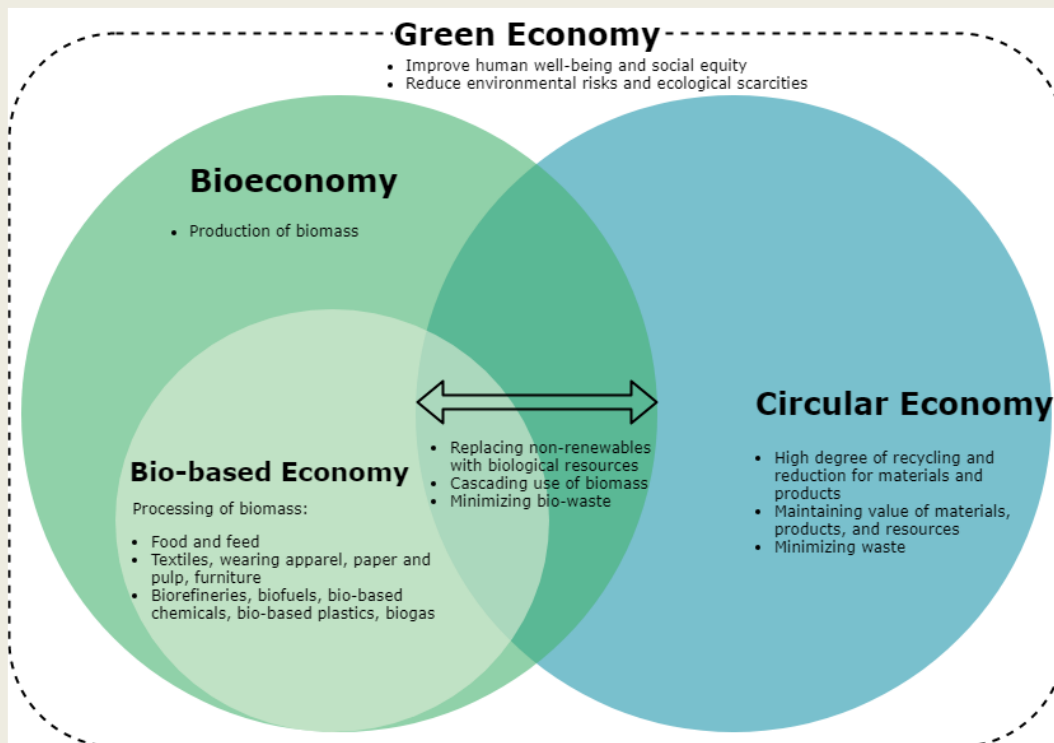 Green Economy
• Improve human well-being and social equity
• Reduce environmental risks and ecological scarcities
Bioeconomy
• Production of biomass
Bio-based Economy
Processing of biomass:
• Food and feed
• Textiles, wearing apparel, paper and
pulp, furniture
• Biorefineries, biofuels, bio-based
chemicals, bio-based plastics, biogas
• Replacing non-renewables
with biological resources
• Cascading use of biomass
• Minimizing bio-waste
Circular Economy
• High degree of recycling and
reduction for materials and
products
• Maintaining value of materials,
products, and resources
• Minimizing waste